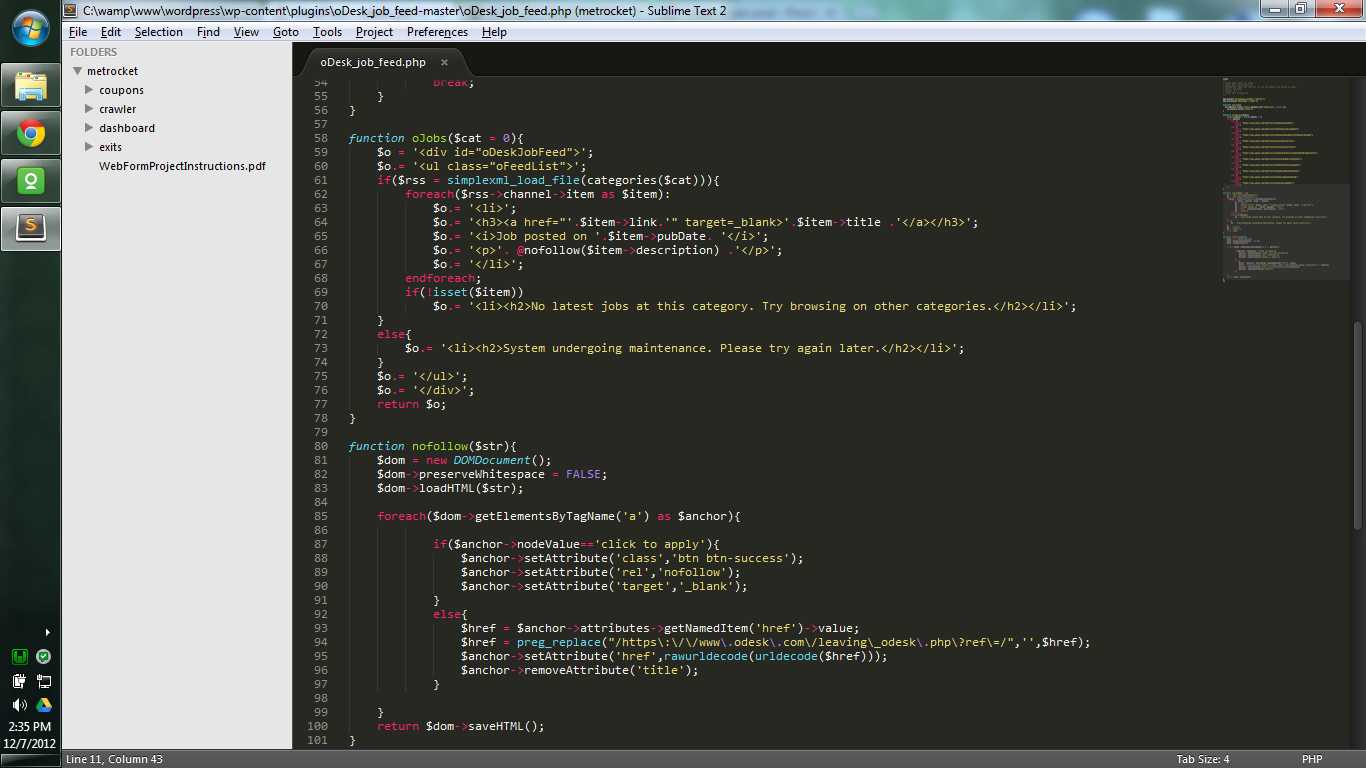 C:\wamp\www\wordpress\wp-content\plugins\oDesk_job_feed-master\oDesk_job_feed.php (metrocket) - Sublime Text 2
File Edit Selection Find View Goto Tools Project Preferences Help
FOLDERS
metrocket
coupons
crawler
dashboard
exits
WebFormProjectInstructions.pdf
oDesk_job_feed.php ×
54 break;
55 }
56 }
57
58 function oJobs($cat = 0){
59 $o = '<div id="oDeskJobFeed">';
60 $o.= '<ul class="oFeedList">';
61 if($rss = simplexml_load_file(categories($cat))){
62 foreach($rss->channel->item as $item):
63 $o.= '<li>';
64 $o.= '<h3><a href="'.$item->link.'" target=_blank>'.$item->title .'</a></h3>';
65 $o.= '<i>Job posted on '.$item->pubDate. '</i>';
66 $o.= '<p>'. @nofollow($item->description) .'</p>';
67 $o.= '</li>';
68 endforeach;
69 if(!isset($item))
70 $o.= '<li><h2>No latest jobs at this category. Try browsing on other categories.</h2></li>';
71 }
72 else{
73 $o.= '<li><h2>System undergoing maintenance. Please try again later.</h2></li>';
74 }
75 $o.= '</ul>';
76 $o.= '</div>';
77 return $o;
78 }
79
80 function nofollow($str){
81 $dom = new DOMDocument();
82 $dom->preserveWhitespace = FALSE;
83 $dom->loadHTML($str);
84
85 foreach($dom->getElementsByTagName('a') as $anchor){
86
87 if($anchor->nodeValue=='click to apply'){
88 $anchor->setAttribute('class','btn btn-success');
89 $anchor->setAttribute('rel','nofollow');
90 $anchor->setAttribute('target','_blank');
91 }
92 else{
93 $href = $anchor->attributes->getNamedItem('href')->value;
94 $href = preg_replace("/https\:\/\/www\.odesk\.com\/leaving\_odesk\.php\?ref\=/",'',$href);
95 $anchor->setAttribute('href',rawurldecode(urldecode($href)));
96 $anchor->removeAttribute('title');
97 }
98
99 }
100 return $dom->saveHTML();
101 }
2:35 PM
12/7/2012
Line 11, Column 43
Tab Size: 4
PHP